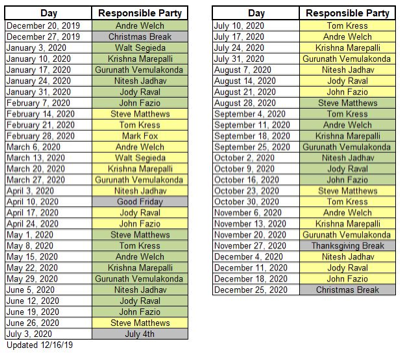 Day Responsible Party
December 20, 2019 Andre Welch
December 27, 2019 Christmas Break
January 3, 2020 Walt Segieda
January 10, 2020 Krishna Marepalli
January 17, 2020 Gurunath Vemulakonda
January 24, 2020 Nitesh Jadhav
January 31, 2020 Jody Raval
February 7, 2020 John Fazio
February 14, 2020 Steve Matthews
February 21, 2020 Tom Kress
February 28, 2020 Mark Fox
March 6, 2020 Andre Welch
March 13, 2020 Walt Segieda
March 20, 2020 Krishna Marepalli
March 27, 2020 Gurunath Vemulakonda
April 3, 2020 Nitesh Jadhav
April 10, 2020 Good Friday
April 17, 2020 Jody Raval
April 24, 2020 John Fazio
May 1, 2020 Steve Matthews
May 8, 2020 Tom Kress
May 15, 2020 Andre Welch
May 22, 2020 Krishna Marepalli
May 29, 2020 Gurunath Vemulakonda
June 5, 2020 Nitesh Jadhav
June 12, 2020 Jody Raval
June 19, 2020 John Fazio
June 26, 2020 Steve Matthews
July 3, 2020 July 4th
Updated 12/16/19
Day Responsible Party
July 10, 2020 Tom Kress
July 17, 2020 Andre Welch
July 24, 2020 Krishna Marepalli
July 31, 2020 Gurunath Vemulakonda
August 7, 2020 Nitesh Jadhav
August 14, 2020 Jody Raval
August 21, 2020 John Fazio
August 28, 2020 Steve Matthews
September 4, 2020 Tom Kress
September 11, 2020 Andre Welch
September 18, 2020 Krishna Marepalli
September 25, 2020 Gurunath Vemulakonda
October 2, 2020 Nitesh Jadhav
October 9, 2020 Jody Raval
October 16, 2020 John Fazio
October 23, 2020 Steve Matthews
October 30, 2020 Tom Kress
November 6, 2020 Andre Welch
November 13, 2020 Krishna Marepalli
November 20, 2020 Gurunath Vemulakonda
November 27, 2020 Thanksgiving Break
December 4, 2020 Nitesh Jadhav
December 11, 2020 Jody Raval
December 18, 2020 John Fazio
December 25, 2020 Christmas Break